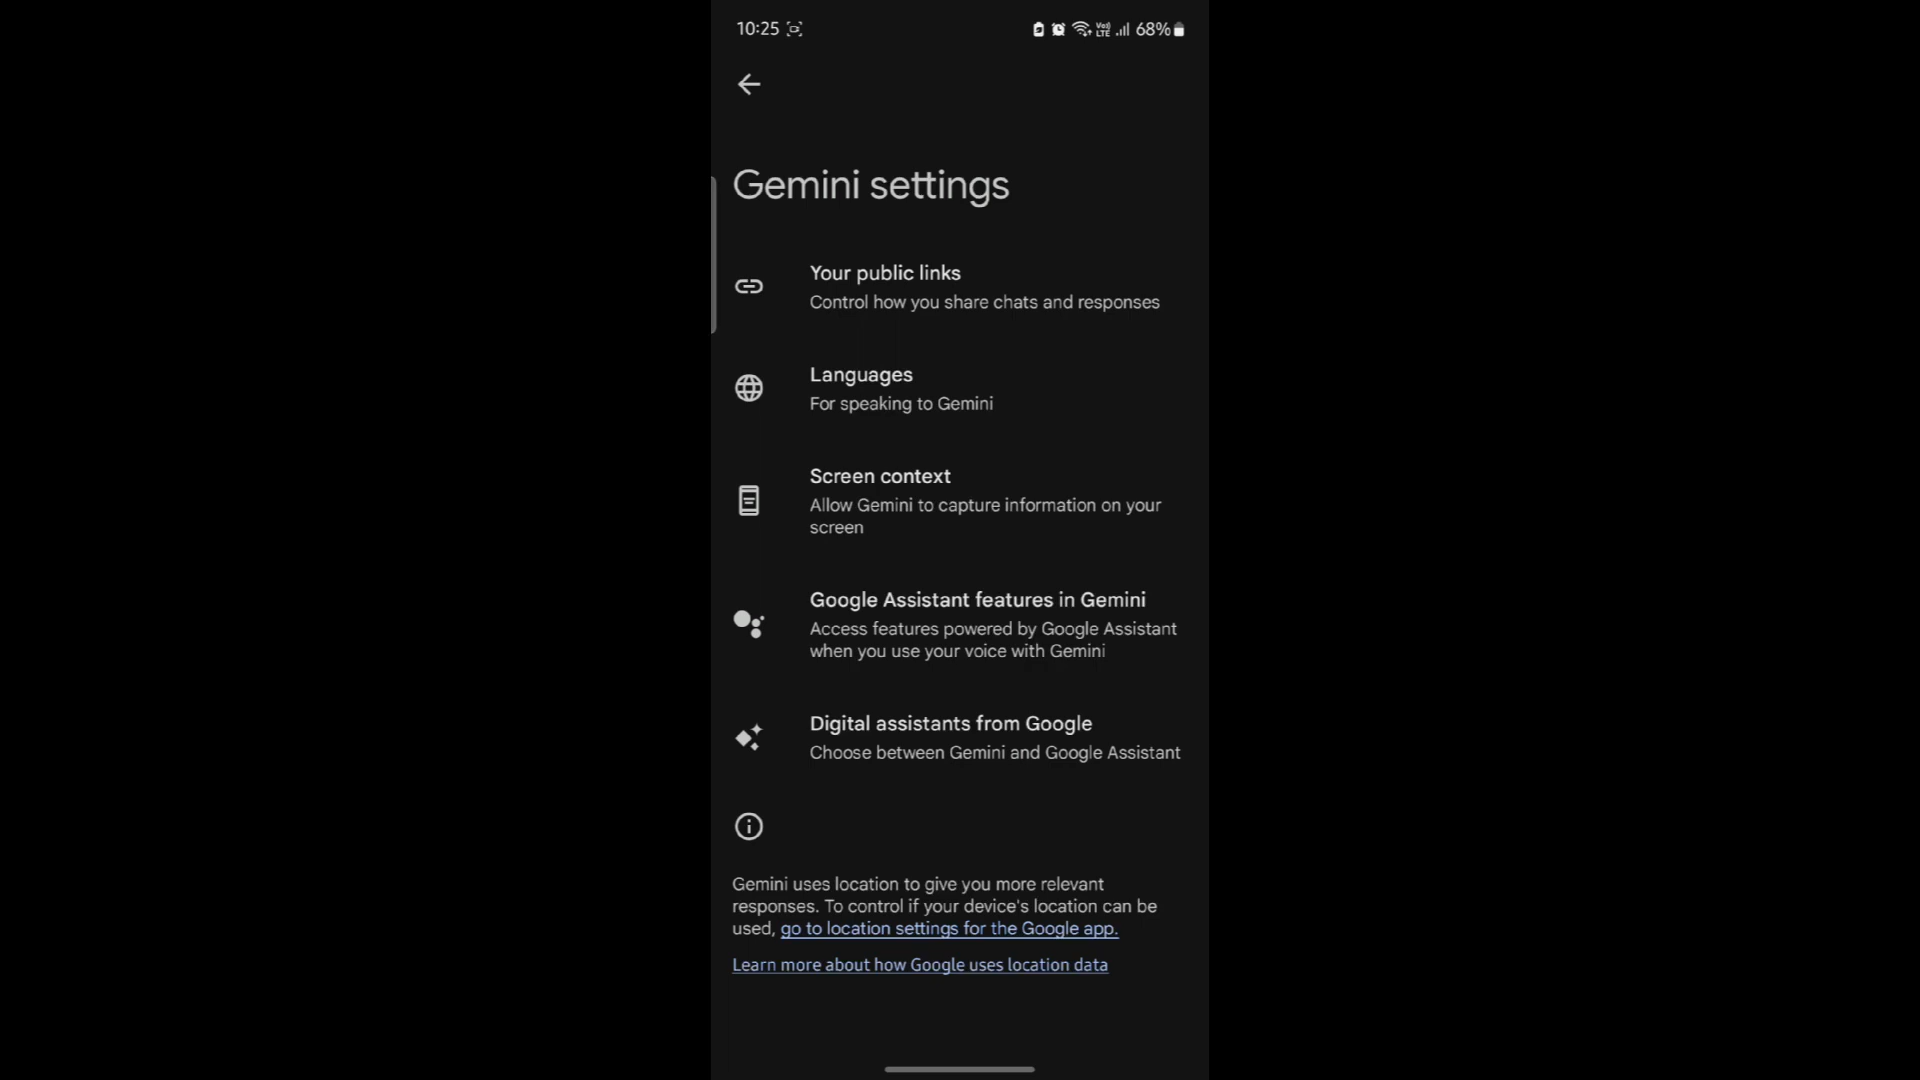 10:25
Vo) LTE 68%
Gemini settings
Your public links
Control how you share chats and responses
Languages
For speaking to Gemini
Screen context
Allow Gemini to capture information on your
screen
Google Assistant features in Gemini
Access features powered by Google Assistant
when you use your voice with Gemini
Digital assistants from Google
Choose between Gemini and Google Assistant
Gemini uses location to give you more relevant
responses. To control if your device's location can be
used, go to location settings for the Google app.
Learn more about how Google uses location data